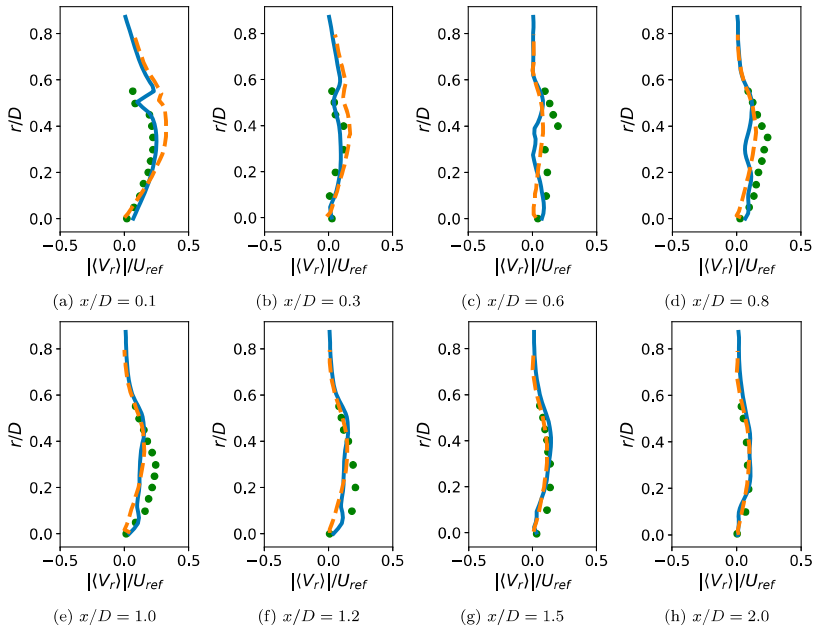 0.8
0.6
0.4
0.2
0.0
r/D
−0.5 0.0 0.5
|⟨V_r⟩|/U_ref
(a) x/D = 0.1
0.8
0.6
0.4
0.2
0.0
r/D
−0.5 0.0 0.5
|⟨V_r⟩|/U_ref
(b) x/D = 0.3
0.8
0.6
0.4
0.2
0.0
r/D
−0.5 0.0 0.5
|⟨V_r⟩|/U_ref
(c) x/D = 0.6
0.8
0.6
0.4
0.2
0.0
r/D
−0.5 0.0 0.5
|⟨V_r⟩|/U_ref
(d) x/D = 0.8
0.8
0.6
0.4
0.2
0.0
r/D
−0.5 0.0 0.5
|⟨V_r⟩|/U_ref
(e) x/D = 1.0
0.8
0.6
0.4
0.2
0.0
r/D
−0.5 0.0 0.5
|⟨V_r⟩|/U_ref
(f) x/D = 1.2
0.8
0.6
0.4
0.2
0.0
r/D
−0.5 0.0 0.5
|⟨V_r⟩|/U_ref
(g) x/D = 1.5
0.8
0.6
0.4
0.2
0.0
r/D
−0.5 0.0 0.5
|⟨V_r⟩|/U_ref
(h) x/D = 2.0